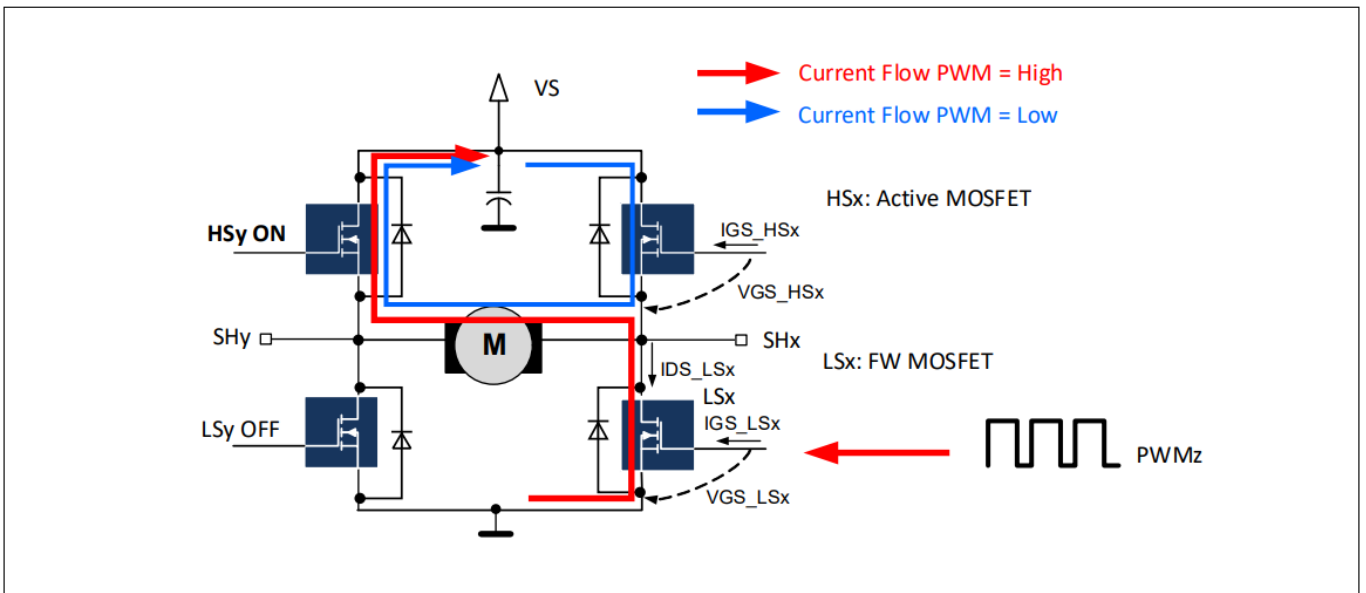 VS
Current Flow PWM = High
Current Flow PWM = Low
HSx: Active MOSFET
HSy ON
IGS_HSx
VGS_HSx
SHy
M
SHx
IDS_LSx
LSx: FW MOSFET
LSx
LSy OFF
IGS_LSx
PWMz
VGS_LSx